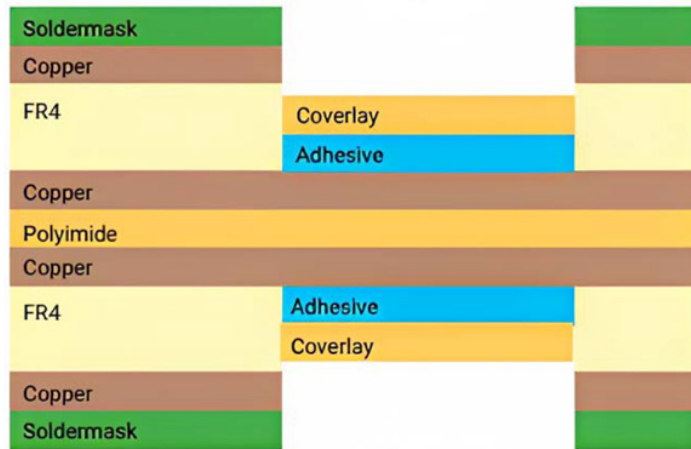 Soldermask
Copper
FR4
Coverlay
Adhesive
Copper
Polyimide
Copper
FR4
Adhesive
Coverlay
Copper
Soldermask